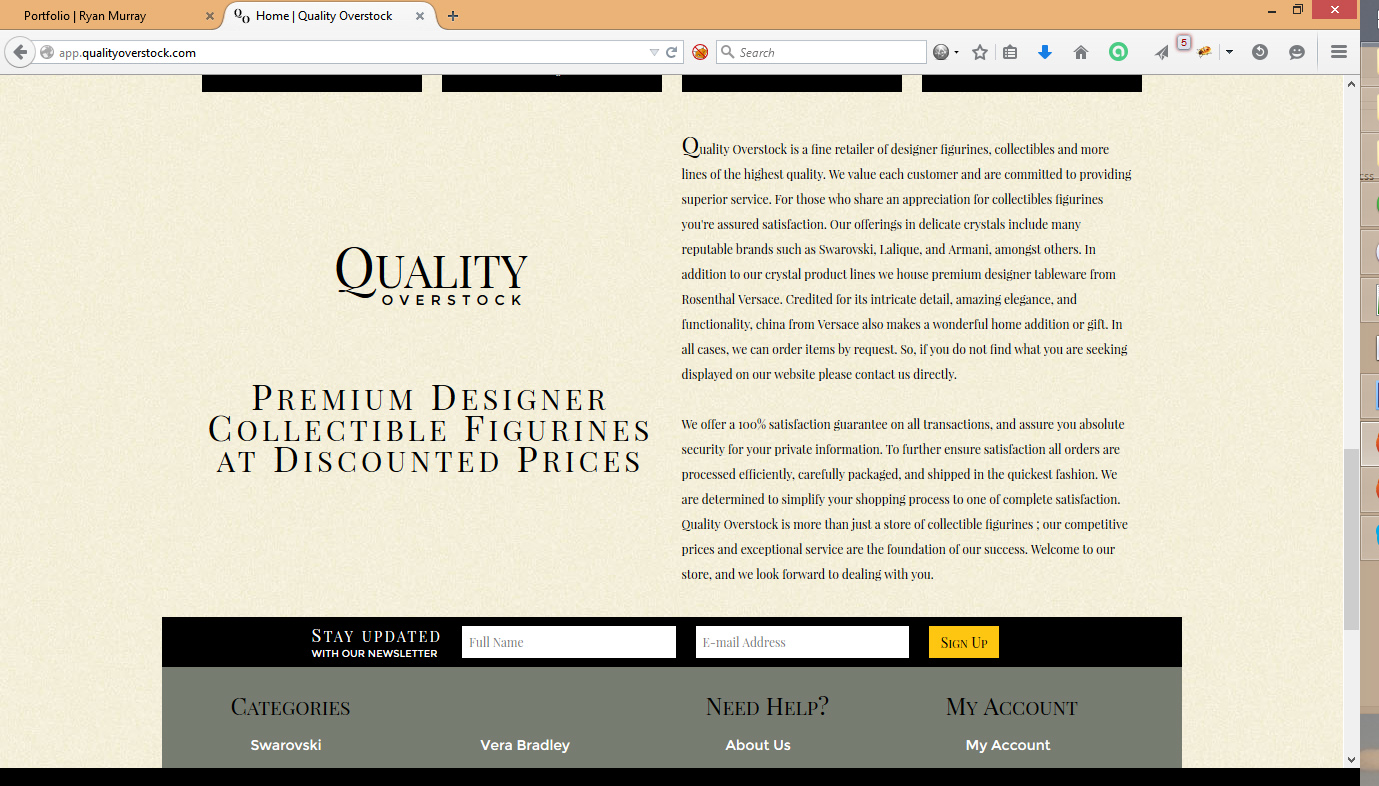 Portfolio | Ryan Murray
QO Home | Quality Overstock
app.qualityoverstock.com
Search
5
css
Quality Overstock is a fine retailer of designer figurines, collectibles and more
lines of the highest quality. We value each customer and are committed to providing
superior service. For those who share an appreciation for collectibles figurines
you're assured satisfaction. Our offerings in delicate crystals include many
reputable brands such as Swarovski, Lalique, and Armani, amongst others. In
addition to our crystal product lines we house premium designer tableware from
Rosenthal Versace. Credited for its intricate detail, amazing elegance, and
functionality, china from Versace also makes a wonderful home addition or gift. In
all cases, we can order items by request. So, if you do not find what you are seeking
displayed on our website please contact us directly.
Quality
OVERSTOCK
Premium Designer
Collectible Figurines
at Discounted Prices
We offer a 100% satisfaction guarantee on all transactions, and assure you absolute
security for your private information. To further ensure satisfaction all orders are
processed efficiently, carefully packaged, and shipped in the quickest fashion. We
are determined to simplify your shopping process to one of complete satisfaction.
Quality Overstock is more than just a store of collectible figurines ; our competitive
prices and exceptional service are the foundation of our success. Welcome to our
store, and we look forward to dealing with you.
Stay updated
WITH OUR NEWSLETTER
Full Name
E-mail Address
Sign Up
Categories
Need Help?
My Account
Swarovski
Vera Bradley
About Us
My Account